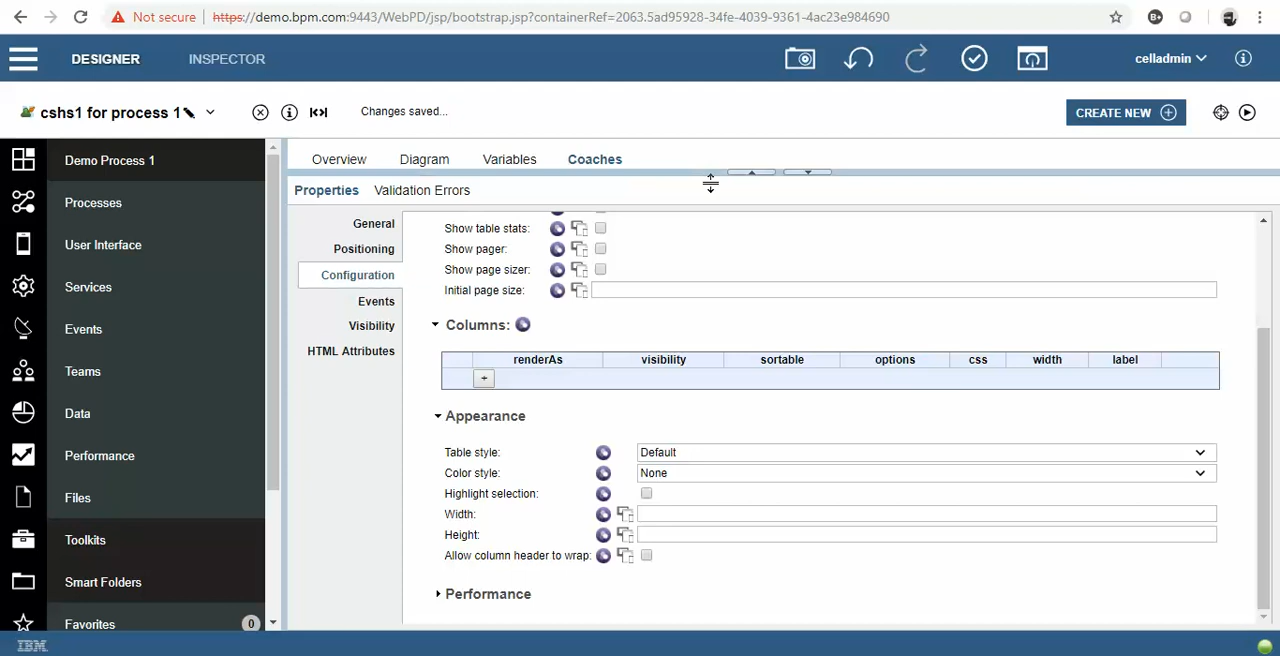 Not secure | https://demo.bpm.com:9443/WebPD/jsp/bootstrap.jsp?containerRef=2063.5ad95928-34fe-4039-9361-4ac23e984690
B+
DESIGNER INSPECTOR celladmin
cshs1 for process 1 Changes saved... CREATE NEW
Demo Process 1
Processes
User Interface
Services
Events
Teams
Data
Performance
Files
Toolkits
Smart Folders
Favorites 0
Overview Diagram Variables Coaches
Properties Validation Errors
General
Positioning
Configuration
Events
Visibility
HTML Attributes
Show table stats:
Show pager:
Show page sizer:
Initial page size:
Columns:
renderAs visibility sortable options css width label
+
Appearance
Table style: Default
Color style: None
Highlight selection:
Width:
Height:
Allow column header to wrap:
Performance
IBM